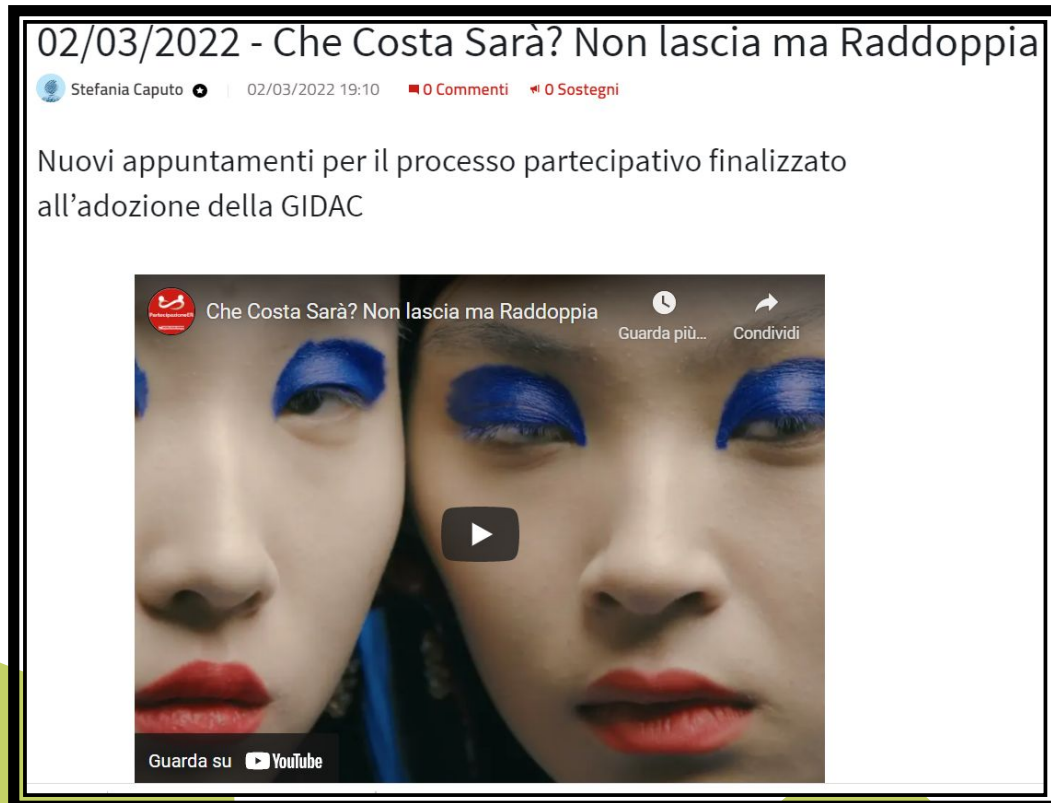 02/03/2022 - Che Costa Sarà? Non lascia ma Raddoppia
Stefania Caputo 02/03/2022 19:10 0 Commenti 0 Sostegni
Nuovi appuntamenti per il processo partecipativo finalizzato
all’adozione della GIDAC
PartecipazioneER
Che Costa Sarà? Non lascia ma Raddoppia
Guarda più...
Condividi
Guarda su YouTube